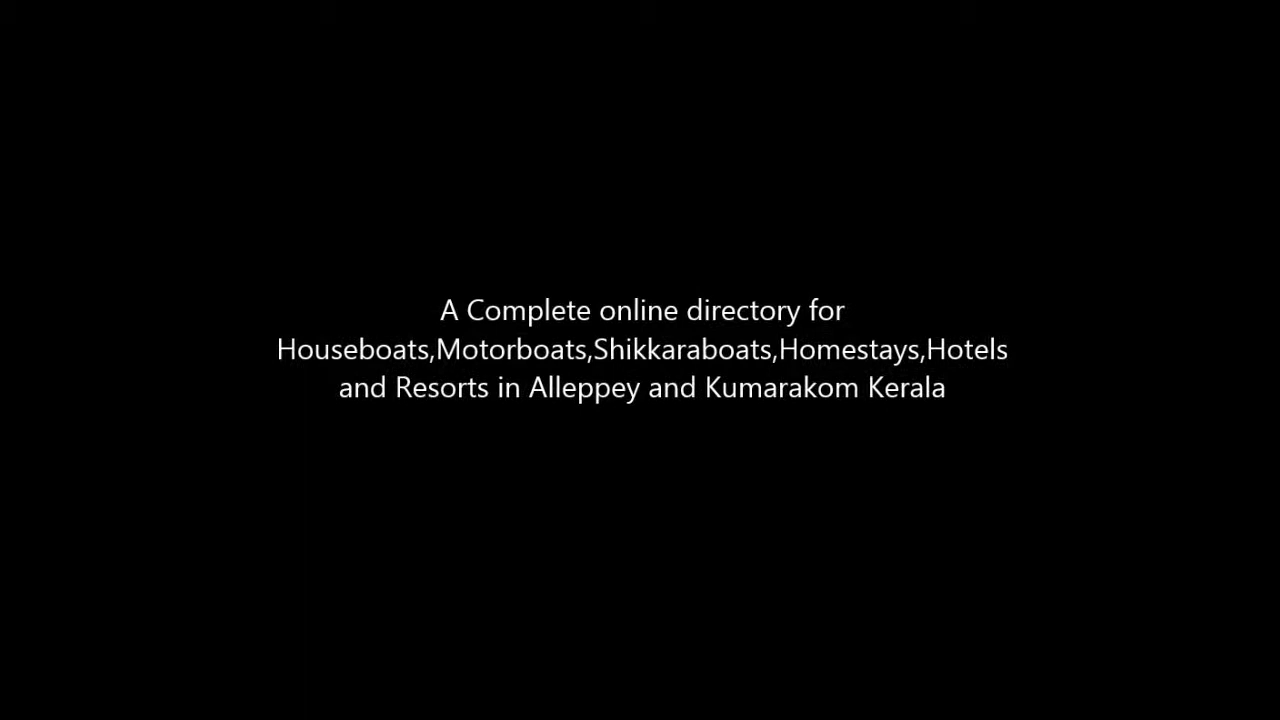 A Complete online directory for
Houseboats,Motorboats,Shikkaraboats,Homestays,Hotels
and Resorts in Alleppey and Kumarakom Kerala